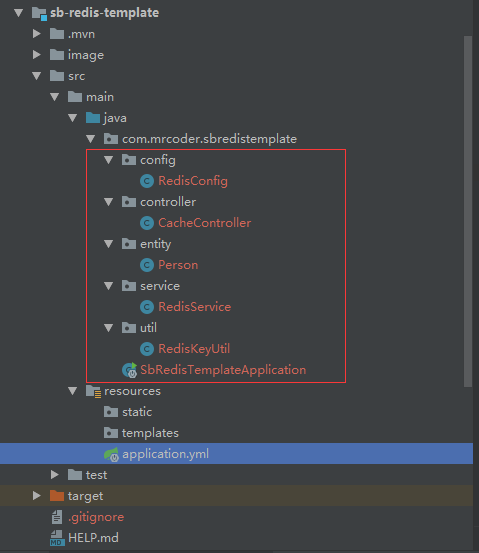 sb-redis-template
.mvn
image
src
main
java
com.mrcoder.sbredistemplate
config
RedisConfig
controller
CacheController
entity
Person
service
RedisService
util
RedisKeyUtil
SbRedisTemplateApplication
resources
static
templates
application.yml
test
target
.gitignore
HELP.md